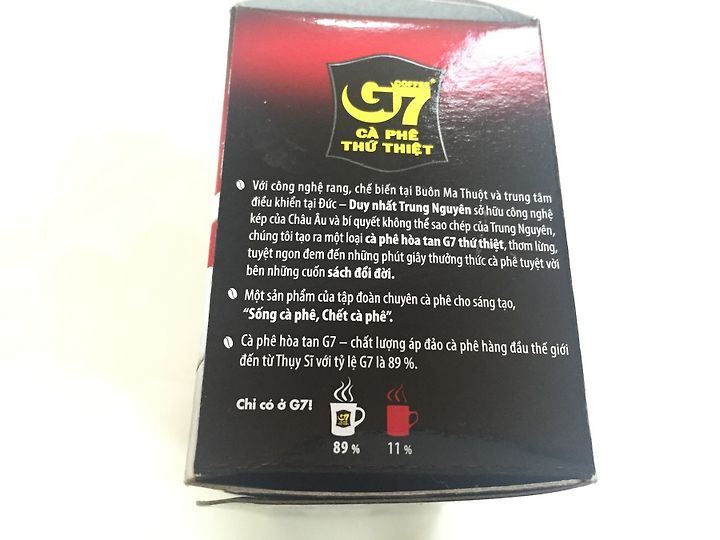 COFFEE
G7®
CÀ PHÊ
THỨ THIỆT
Với công nghệ rang, chế biến tại Buôn Ma Thuột và trung tâm
điều khiển tại Đức – Duy nhất Trung Nguyên sở hữu công nghệ
kép của Châu Âu và bí quyết không thể sao chép của Trung Nguyên,
chúng tôi tạo ra một loại cà phê hòa tan G7 thứ thiệt, thơm lừng,
tuyệt ngon đem đến những phút giây thưởng thức cà phê tuyệt vời
bên những cuốn sách đổi đời.
Một sản phẩm của tập đoàn chuyên cà phê cho sáng tạo,
“Sống cà phê, Chết cà phê”.
Cà phê hòa tan G7 – chất lượng áp đảo cà phê hàng đầu thế giới
đến từ Thụy Sĩ với tỷ lệ G7 là 89 %.
Chỉ có ở G7!
G7
89 %
11 %